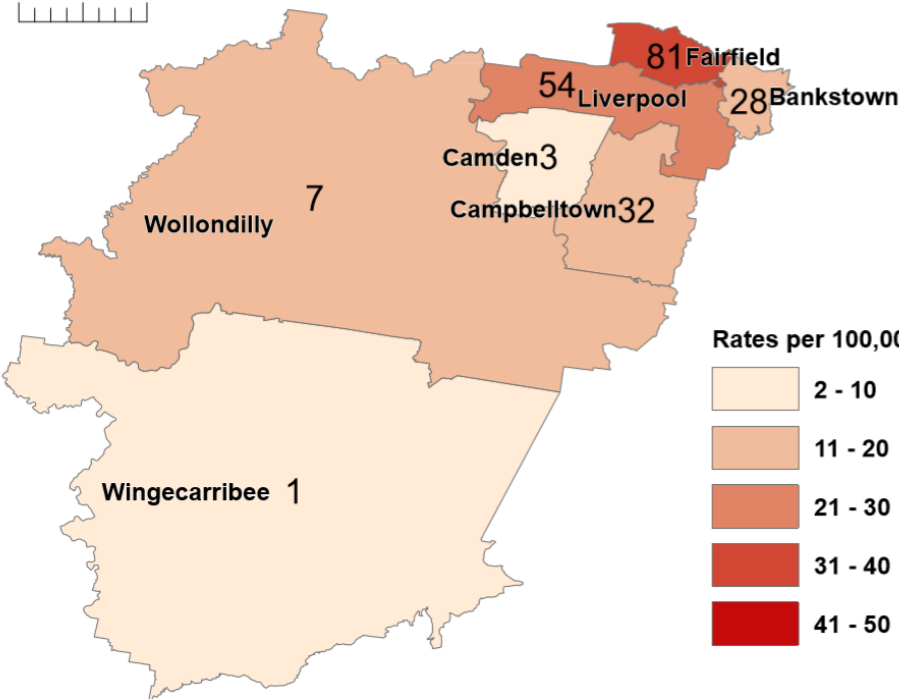 81 Fairfield
54 Liverpool
28 Bankstown
Camden 3
7
Campbelltown 32
Wollondilly
Rates per 100,00
2 - 10
11 - 20
Wingecarribee 1
21 - 30
31 - 40
41 - 50